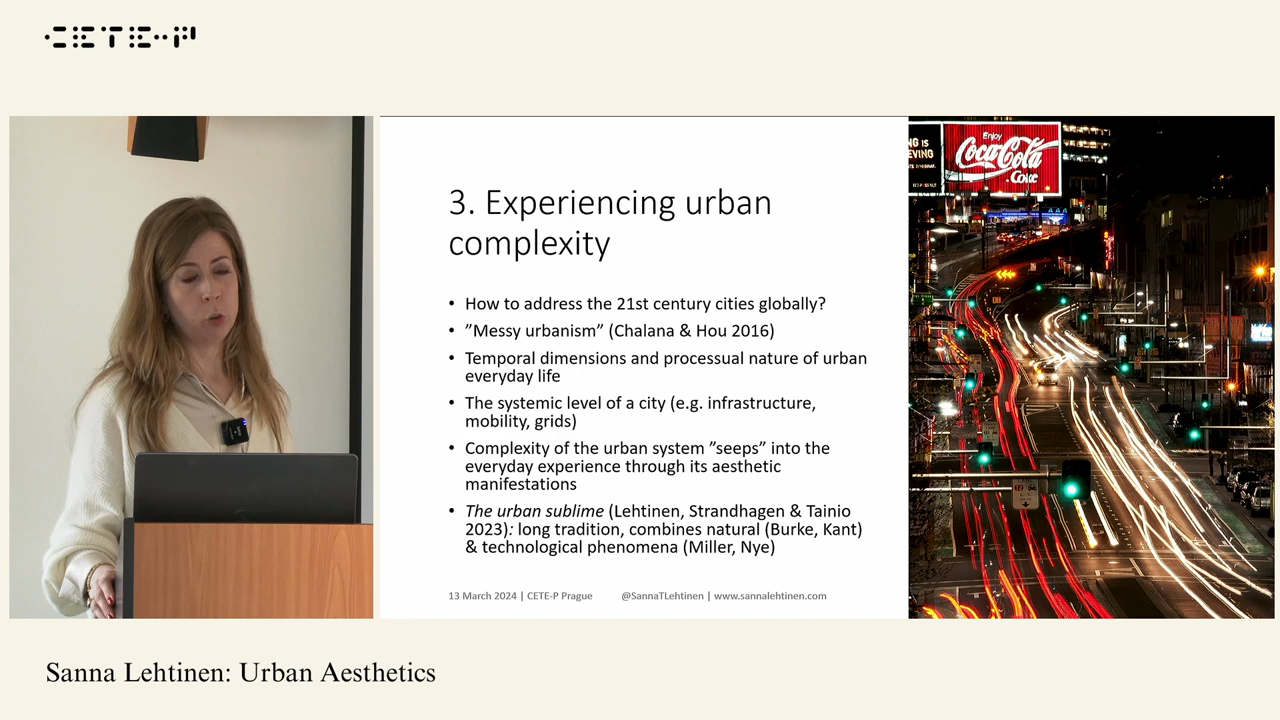 CETE-P
3. Experiencing urban
complexity
• How to address the 21st century cities globally?
• ”Messy urbanism” (Chalana & Hou 2016)
• Temporal dimensions and processual nature of urban
everyday life
• The systemic level of a city (e.g. infrastructure,
mobility, grids)
• Complexity of the urban system ”seeps” into the
everyday experience through its aesthetic
manifestations
• The urban sublime (Lehtinen, Strandhagen & Tainio
2023): long tradition, combines natural (Burke, Kant)
& technological phenomena (Miller, Nye)
13 March 2024 | CETE-P Prague @SannaTLehtinen | www.sannalehtinen.com
NG IS
EVING
Enjoy
Coca-Cola
Coke
Sanna Lehtinen: Urban Aesthetics